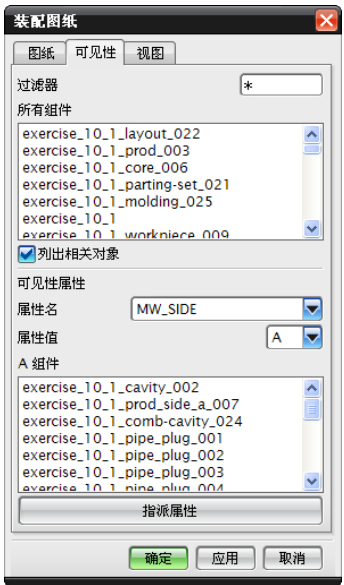 装配图纸
图纸 可见性 视图
过滤器 *
所有组件
exercise_10_1_layout_022
exercise_10_1_prod_003
exercise_10_1_core_006
exercise_10_1_parting-set_021
exercise_10_1_molding_025
exercise_10_1
exercise_10_1_workpiece_009
列出相关对象
可见性属性
属性名 MW_SIDE
属性值 A
A 组件
exercise_10_1_cavity_002
exercise_10_1_prod_side_a_007
exercise_10_1_comb-cavity_024
exercise_10_1_pipe_plug_001
exercise_10_1_pipe_plug_002
exercise_10_1_pipe_plug_003
exercise_10_1_pipe_plug_004
指派属性
确定 应用 取消